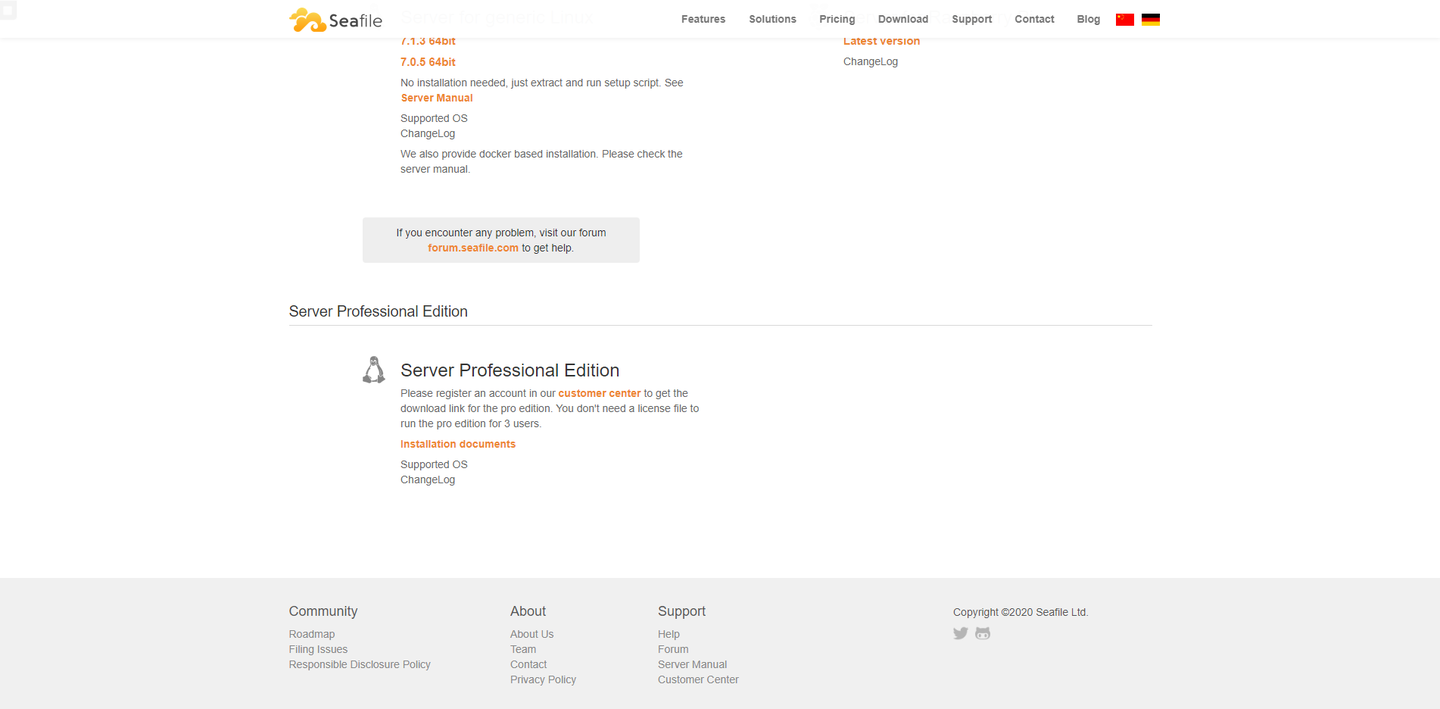 Seafile
Features
Solutions
Pricing
Download
Support
Contact
Blog
Server for generic Linux
7.1.3 64bit
7.0.5 64bit
No installation needed, just extract and run setup script. See
Server Manual
Supported OS
ChangeLog
We also provide docker based installation. Please check the
server manual.
Latest version
ChangeLog
If you encounter any problem, visit our forum
forum.seafile.com to get help.
Server Professional Edition
Server Professional Edition
Please register an account in our customer center to get the
download link for the pro edition. You don't need a license file to
run the pro edition for 3 users.
Installation documents
Supported OS
ChangeLog
Community
Roadmap
Filing Issues
Responsible Disclosure Policy
About
About Us
Team
Contact
Privacy Policy
Support
Help
Forum
Server Manual
Customer Center
Copyright ©2020 Seafile Ltd.